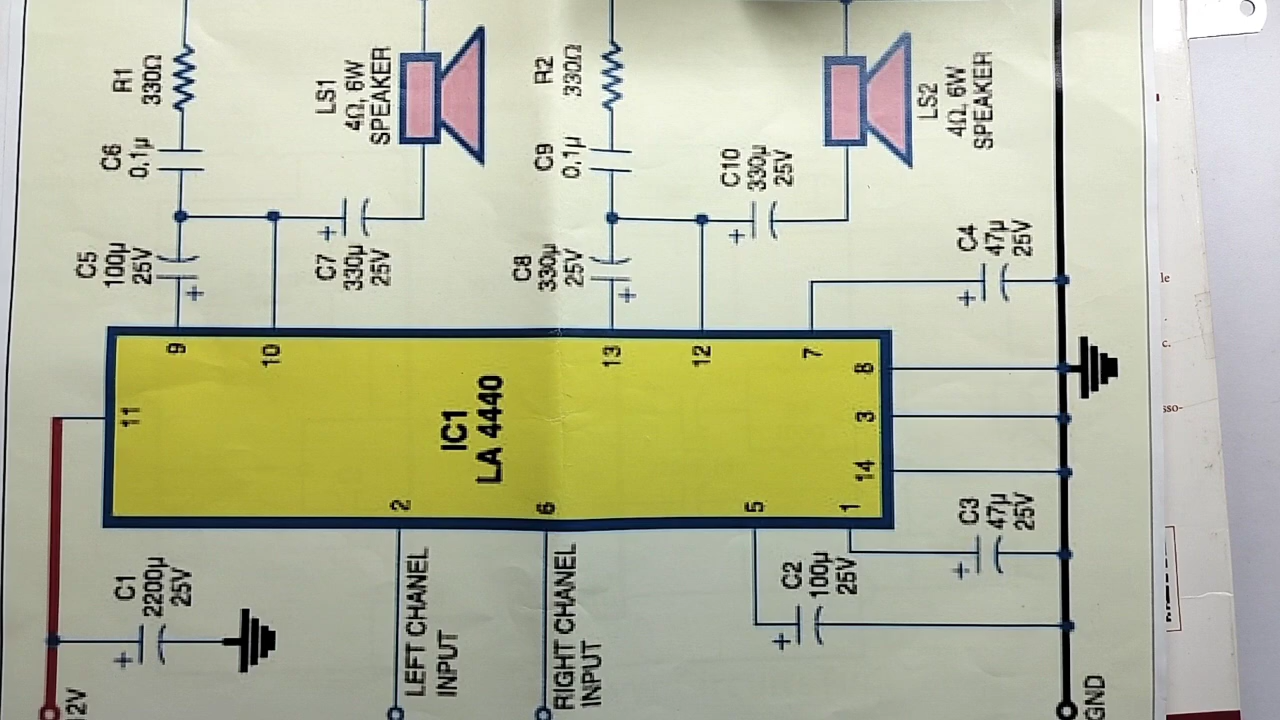 12V
C1
2200µ
25V
11
9
C5
100µ
25V
+
+
C6
0.1µ
R1
330Ω
10
C7
330µ
25V
+
LS1
4Ω, 6W
SPEAKER
IC1
LA 4440
2
LEFT CHANEL
INPUT
6
RIGHT CHANEL
INPUT
13
C8
330µ
25V
+
C9
0.1µ
R2
330Ω
12
C10
330µ
25V
+
LS2
4Ω, 6W
SPEAKER
7
C4
47µ
25V
+
8
3
14
1
5
C2
100µ
25V
+
C3
47µ
25V
+
GND
le
c.
sso-